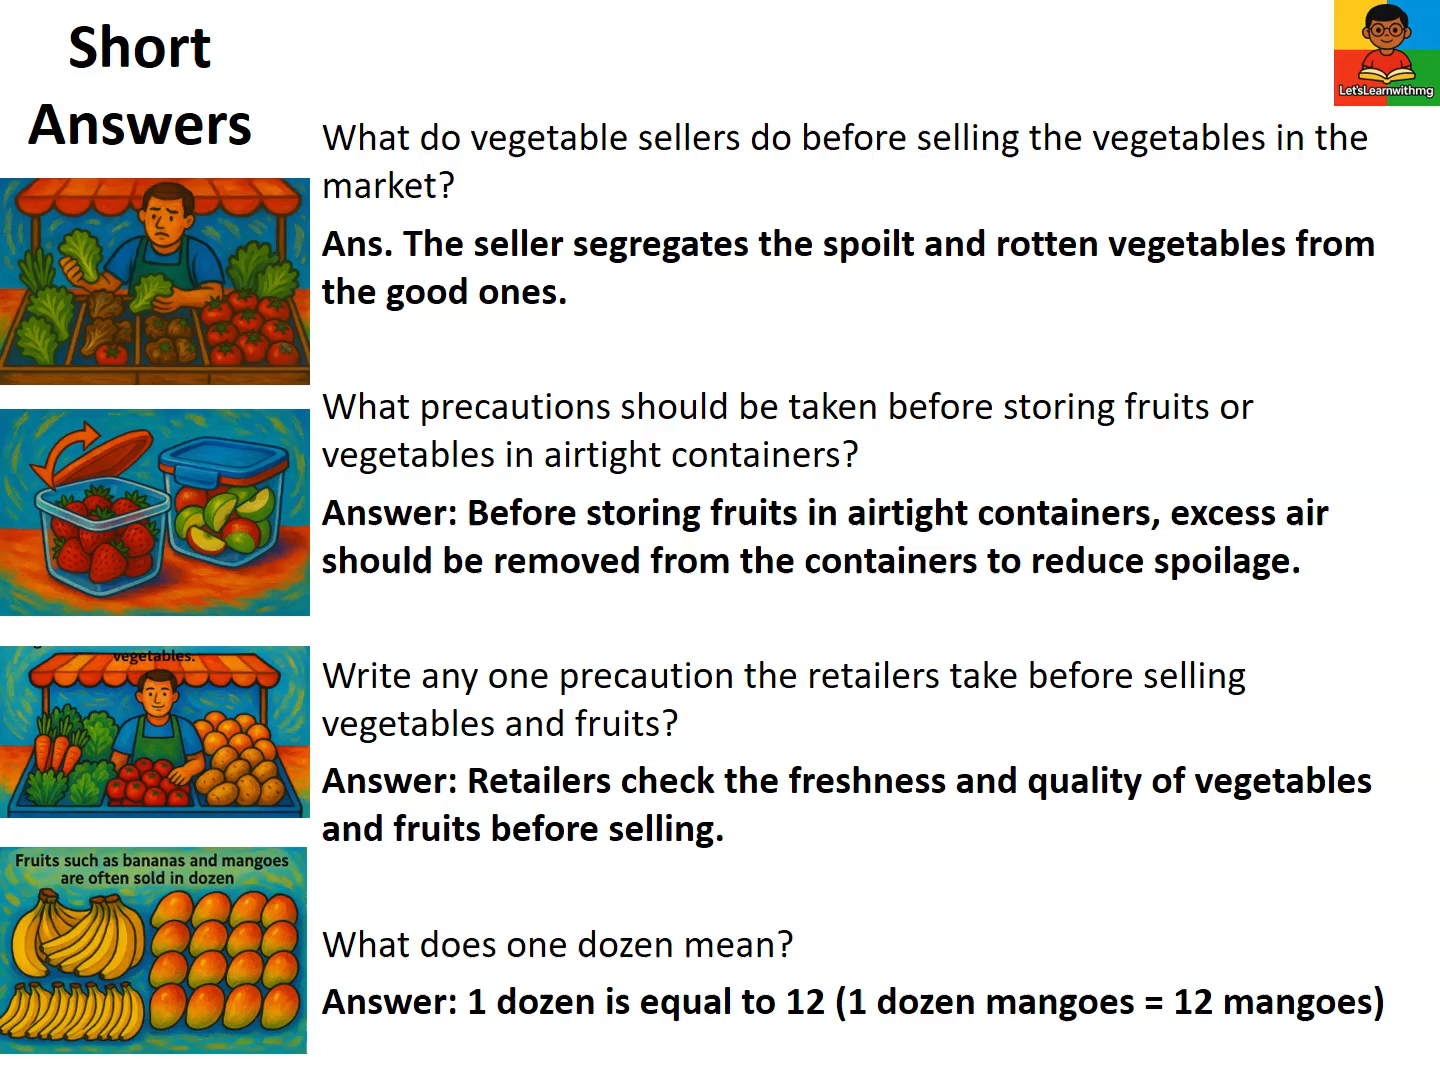 Short
Answers
Let'sLearnwithmg
What do vegetable sellers do before selling the vegetables in the
market?
Ans. The seller segregates the spoilt and rotten vegetables from
the good ones.
What precautions should be taken before storing fruits or
vegetables in airtight containers?
Answer: Before storing fruits in airtight containers, excess air
should be removed from the containers to reduce spoilage.
vegetables.
Write any one precaution the retailers take before selling
vegetables and fruits?
Answer: Retailers check the freshness and quality of vegetables
and fruits before selling.
Fruits such as bananas and mangoes
are often sold in dozen
What does one dozen mean?
Answer: 1 dozen is equal to 12 (1 dozen mangoes = 12 mangoes)